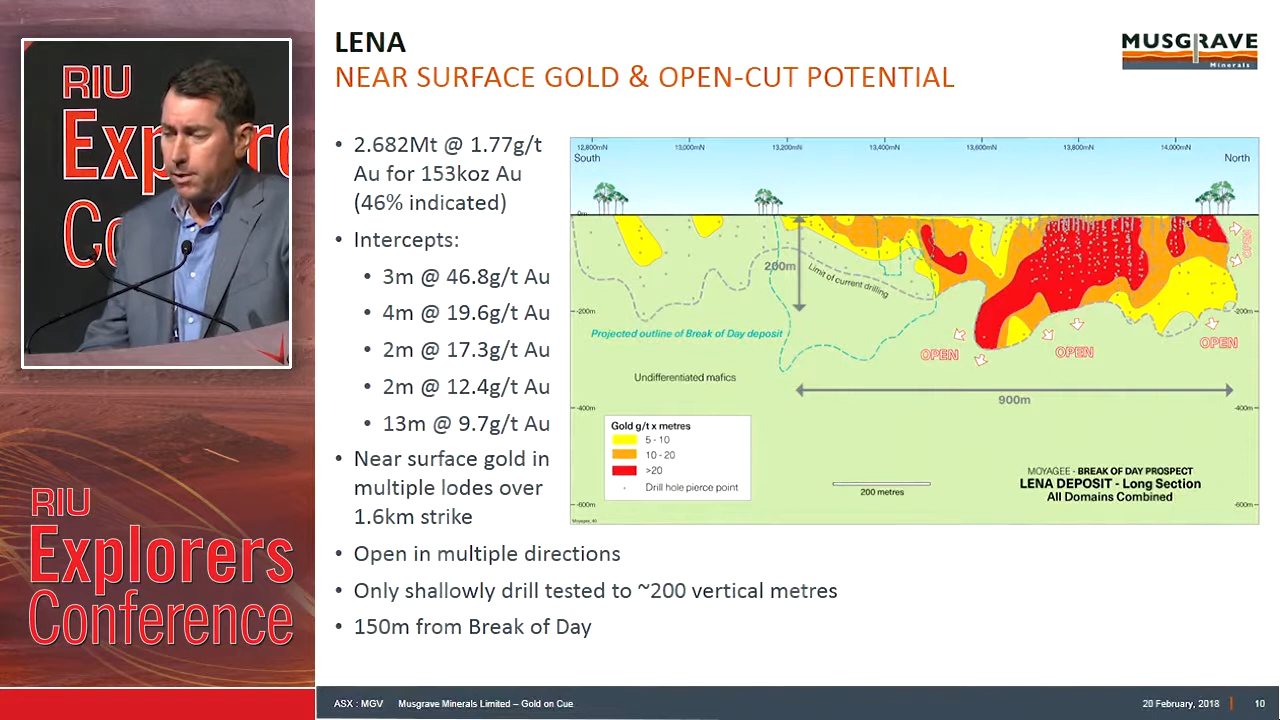 RIU
Explorers
Co
LENA
NEAR SURFACE GOLD & OPEN-CUT POTENTIAL
MUSGRAVE
Minerals
• 2.682Mt @ 1.77g/t
Au for 153koz Au
(46% indicated)
• Intercepts:
• 3m @ 46.8g/t Au
• 4m @ 19.6g/t Au
• 2m @ 17.3g/t Au
• 2m @ 12.4g/t Au
• 13m @ 9.7g/t Au
• Near surface gold in
multiple lodes over
1.6km strike
• Open in multiple directions
• Only shallowly drill tested to ~200 vertical metres
• 150m from Break of Day
12,800mN 13,000mN 13,200mN 13,400mN 13,600mN 13,800mN 14,000mN
South North
0m
OPEN
200m
Limit of current drilling
-200m -200m
Projected outline of Break of Day deposit
OPEN OPEN OPEN
Undifferentiated mafics
900m
-400m -400m
Gold g/t x metres
5 - 10
10 - 20
>20
Drill hole pierce point
200 metres
MOYAGEE - BREAK OF DAY PROSPECT
LENA DEPOSIT - Long Section
All Domains Combined
-600m -600m
Moyagee_40
RIU
Explorers
Conference
ASX : MGV Musgrave Minerals Limited – Gold on Cue 20 February, 2018 10